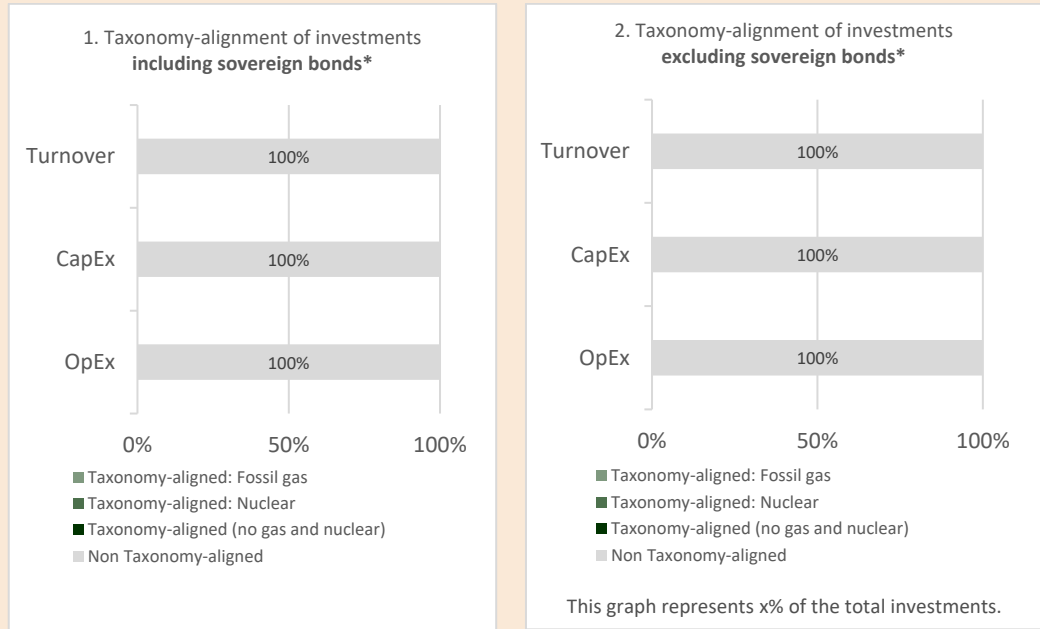 1. Taxonomy-alignment of investments
including sovereign bonds*
Turnover
100%
CapEx
100%
OpEx
100%
0% 50% 100%
Taxonomy-aligned: Fossil gas
Taxonomy-aligned: Nuclear
Taxonomy-aligned (no gas and nuclear)
Non Taxonomy-aligned
2. Taxonomy-alignment of investments
excluding sovereign bonds*
Turnover
100%
CapEx
100%
OpEx
100%
0% 50% 100%
Taxonomy-aligned: Fossil gas
Taxonomy-aligned: Nuclear
Taxonomy-aligned (no gas and nuclear)
Non Taxonomy-aligned
This graph represents x% of the total investments.